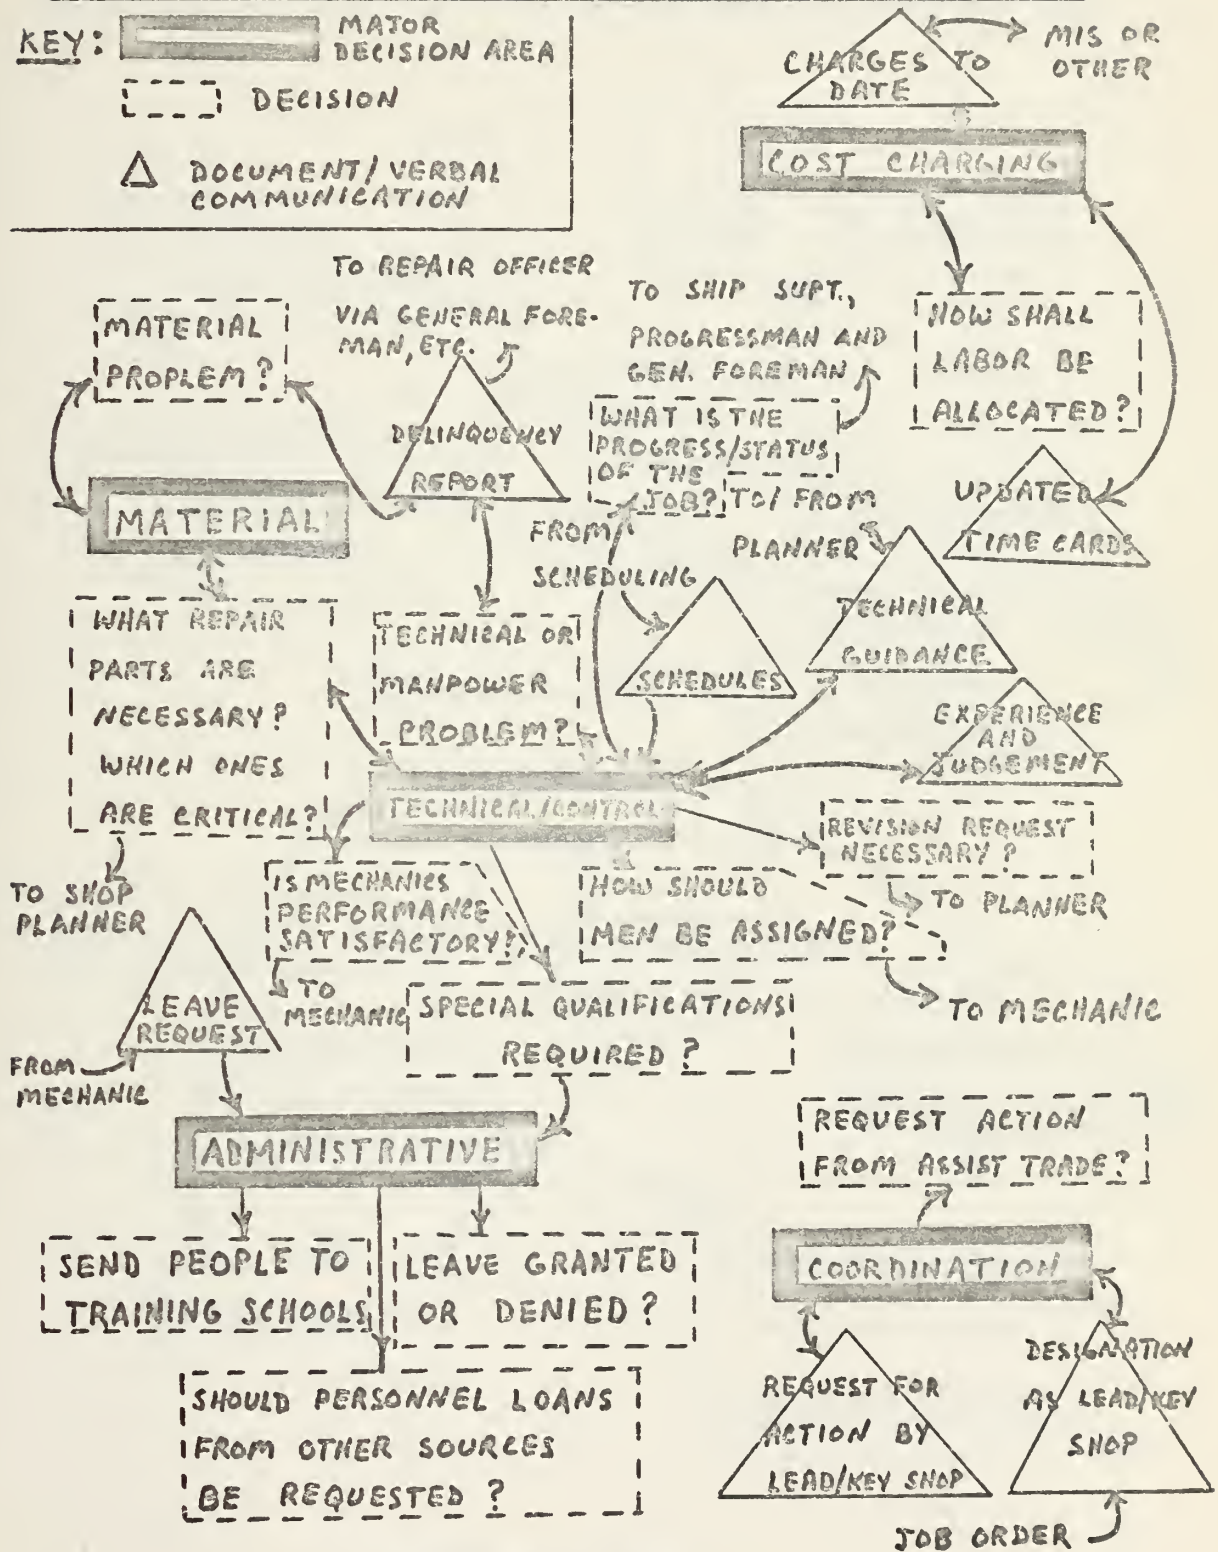 KEY:
MAJOR
DECISION AREA
DECISION
DOCUMENT/VERBAL
COMMUNICATION
CHARGES TO
DATE
MIS OR
OTHER
COST CHARGING
TO REPAIR OFFICER
VIA GENERAL FORE-
MAN, ETC.
TO SHIP SUPT.,
PROGRESSMAN AND
GEN. FOREMAN
HOW SHALL
LABOR BE
ALLOCATED?
MATERIAL
PROPLEM?
DELINQUENCY
REPORT
WHAT IS THE
PROGRESS/STATUS
OF THE
JOB?
TO/FROM
PLANNER
UPDATED
TIME CARDS
MATERIAL
FROM
SCHEDULING
SCHEDULES
TECHNICAL
GUIDANCE
WHAT REPAIR
PARTS ARE
NECESSARY?
WHICH ONES
ARE CRITICAL?
TECHNICAL OR
MANPOWER
PROBLEM?
EXPERIENCE
AND
JUDGEMENT
TECHNICAL/CONTROL
REVISION REQUEST
NECESSARY?
TO PLANNER
TO SHOP
PLANNER
IS MECHANICS
PERFORMANCE
SATISFACTORY?
TO
MECHANIC
HOW SHOULD
MEN BE ASSIGNED?
TO MECHANIC
LEAVE
REQUEST
FROM
MECHANIC
SPECIAL QUALIFICATIONS
REQUIRED?
ADMINISTRATIVE
REQUEST ACTION
FROM ASSIST TRADE?
SEND PEOPLE TO
TRAINING SCHOOLS
LEAVE GRANTED
OR DENIED?
COORDINATION
SHOULD PERSONNEL LOANS
FROM OTHER SOURCES
BE REQUESTED?
REQUEST FOR
ACTION BY
LEAD/KEY SHOP
DESIGNATION
AS LEAD/KEY
SHOP
JOB ORDER